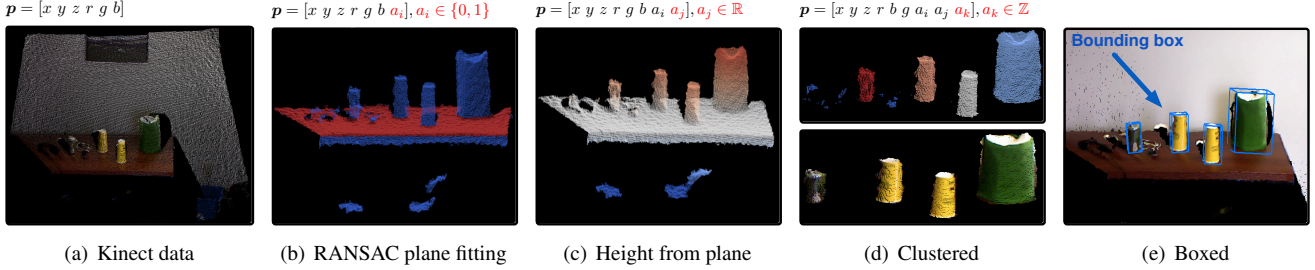 p = [x y z r g b]
p = [x y z r g b a_i], a_i ∈ {0, 1}
p = [x y z r g b a_i a_j], a_j ∈ ℝ
p = [x y z r b g a_i a_j a_k], a_k ∈ ℤ
Bounding box
(a) Kinect data
(b) RANSAC plane fitting
(c) Height from plane
(d) Clustered
(e) Boxed